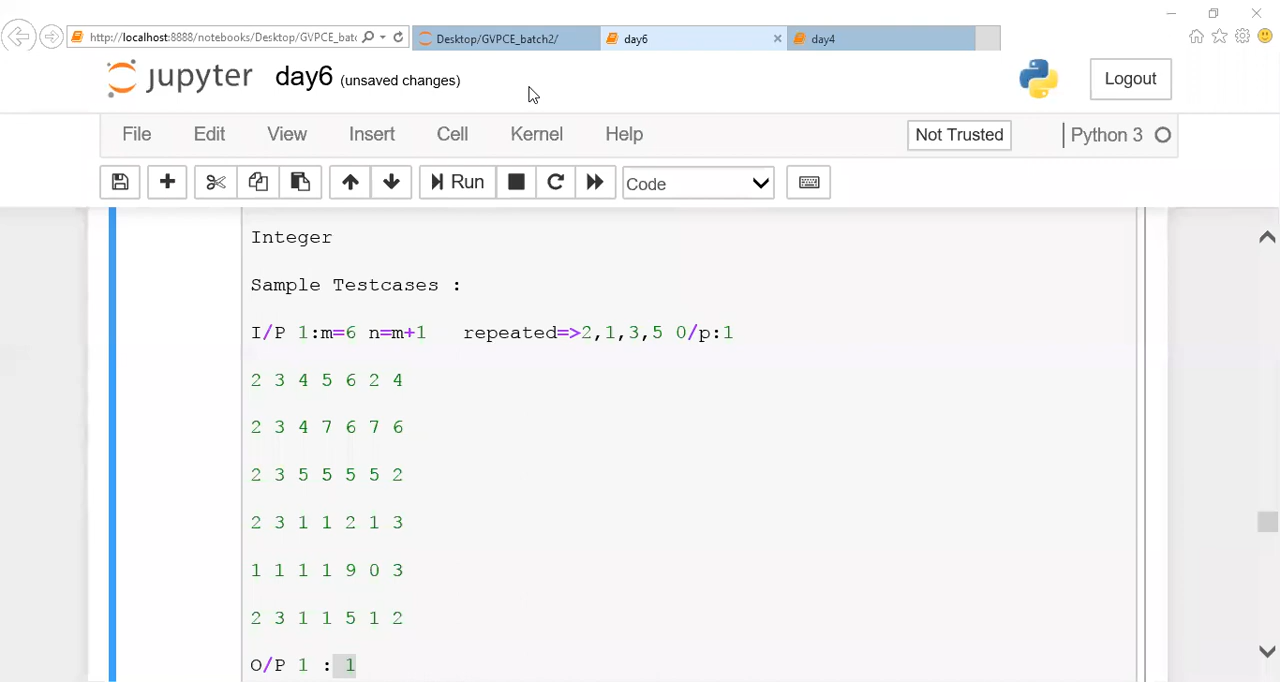 http://localhost:8888/notebooks/Desktop/GVPCE_batc
Desktop/GVPCE_batch2/
day6
day4
jupyter day6 (unsaved changes)
Logout
File Edit View Insert Cell Kernel Help
Not Trusted
Python 3
Run
Code
Integer
Sample Testcases :
I/P 1:m=6 n=m+1   repeated=>2,1,3,5 0/p:1
2 3 4 5 6 2 4
2 3 4 7 6 7 6
2 3 5 5 5 5 2
2 3 1 1 2 1 3
1 1 1 1 9 0 3
2 3 1 1 5 1 2
O/P 1 : 1